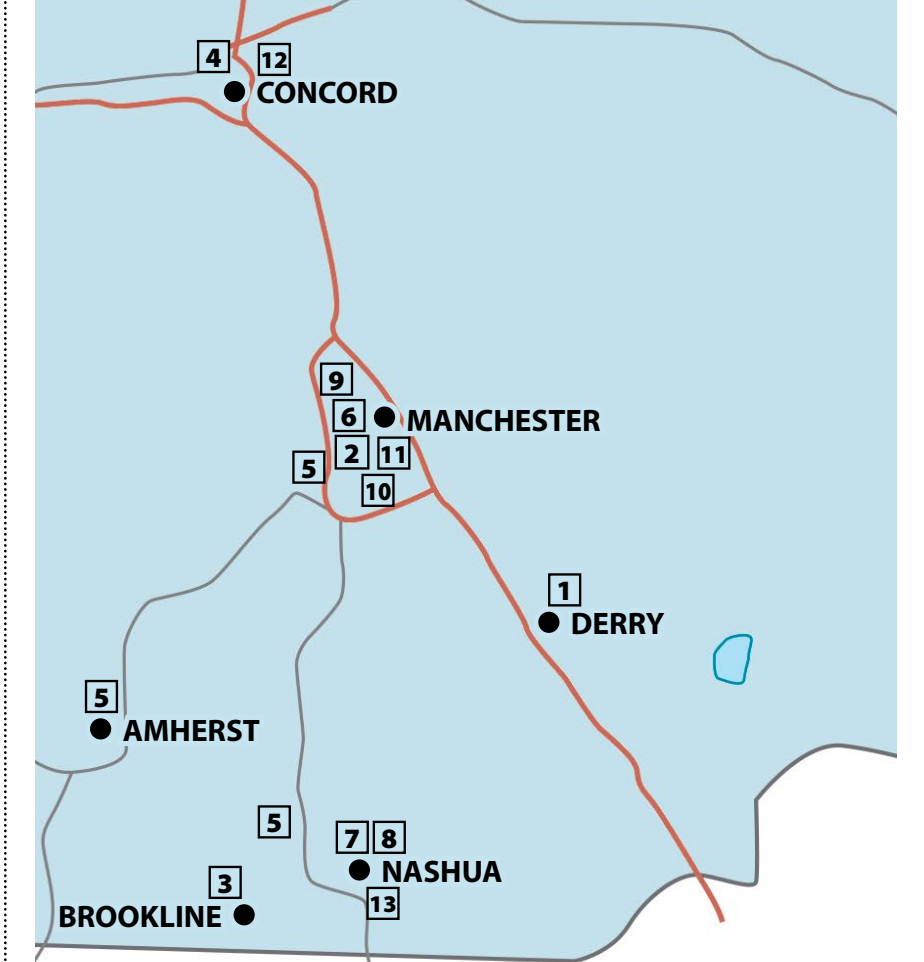 4 12
CONCORD
9
6 MANCHESTER
2 11
5
10
1
DERRY
5
AMHERST
5
7 8
NASHUA
3
13
BROOKLINE